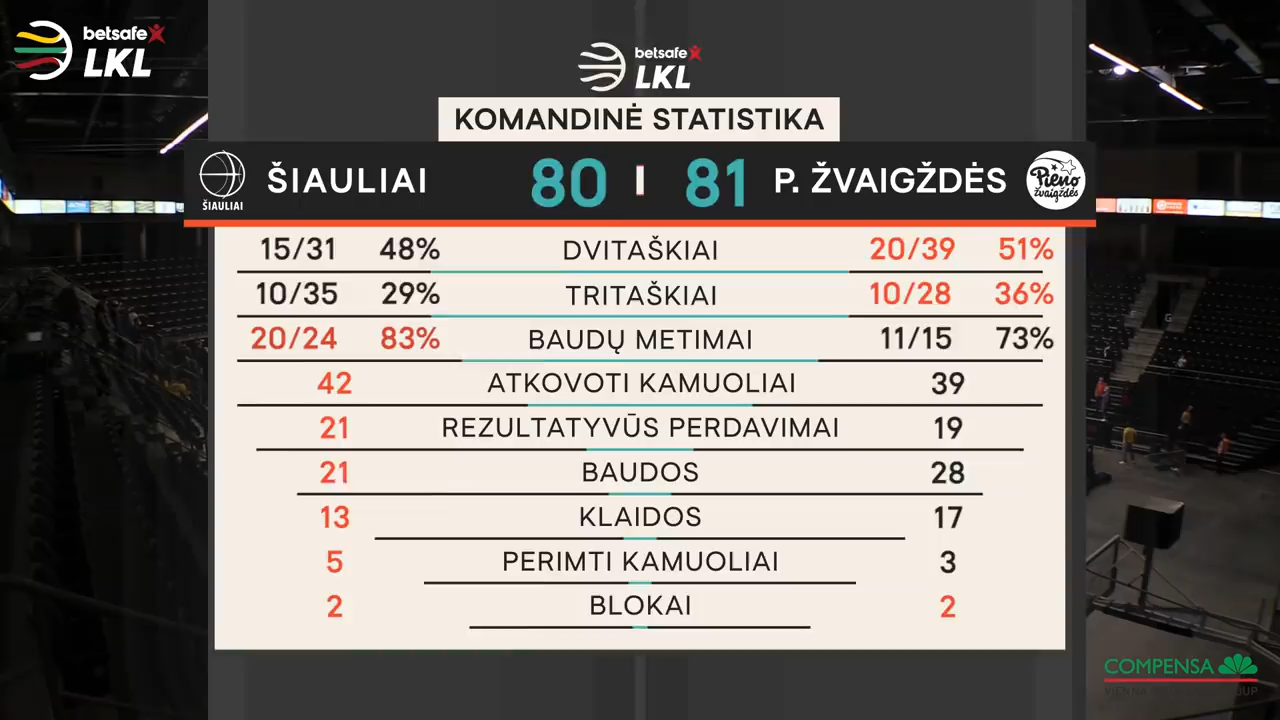 betsafe
LKL
betsafe
LKL
KOMANDINĖ STATISTIKA
ŠIAULIAI
ŠIAULIAI 80 81 P. ŽVAIGŽDĖS
Pieno
žvaigždės
15/31 48% DVITAŠKIAI 20/39 51%
10/35 29% TRITAŠKIAI 10/28 36%
20/24 83% BAUDŲ METIMAI 11/15 73%
42 ATKOVOTI KAMUOLIAI 39
21 REZULTATYVŪS PERDAVIMAI 19
21 BAUDOS 28
13 KLAIDOS 17
5 PERIMTI KAMUOLIAI 3
2 BLOKAI 2
COMPENSA